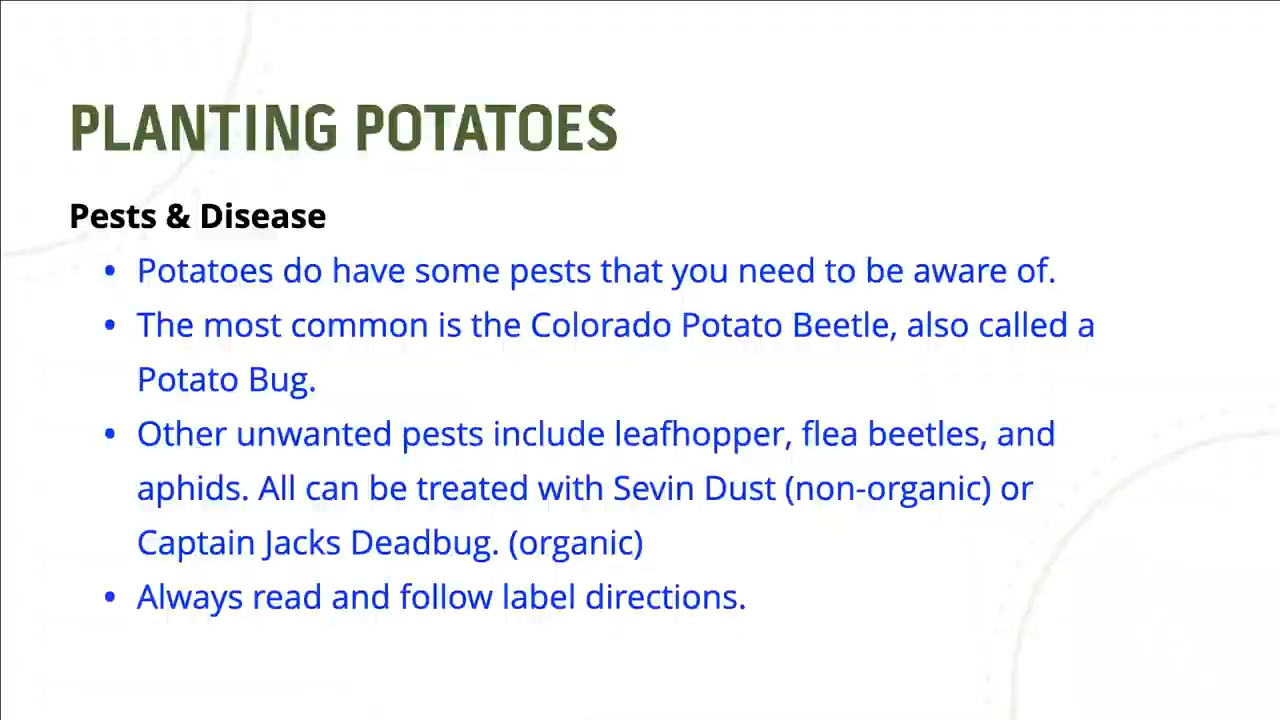 PLANTING POTATOES
Pests & Disease
• Potatoes do have some pests that you need to be aware of.
• The most common is the Colorado Potato Beetle, also called a
Potato Bug.
• Other unwanted pests include leafhopper, flea beetles, and
aphids. All can be treated with Sevin Dust (non-organic) or
Captain Jacks Deadbug. (organic)
• Always read and follow label directions.